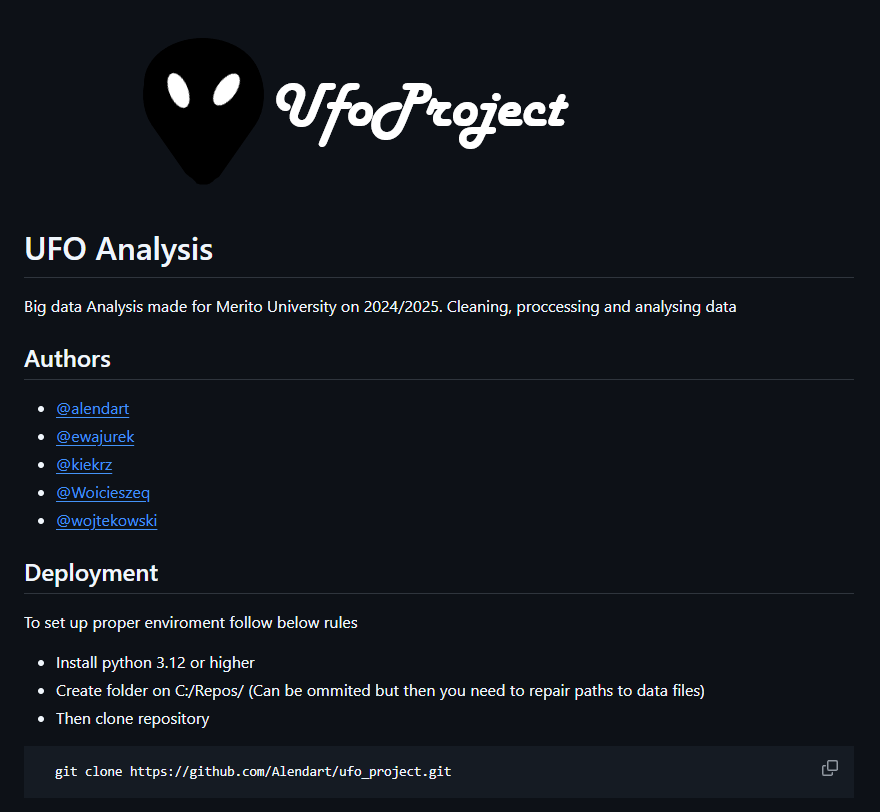 UfoProject
UFO Analysis
Big data Analysis made for Merito University on 2024/2025. Cleaning, proccessing and analysing data
Authors
@alendart
@ewajurek
@kiekrz
@Woicieszeq
@wojtekowski
Deployment
To set up proper enviroment follow below rules
Install python 3.12 or higher
Create folder on C:/Repos/ (Can be ommited but then you need to repair paths to data files)
Then clone repository
git clone https://github.com/Alendart/ufo_project.git